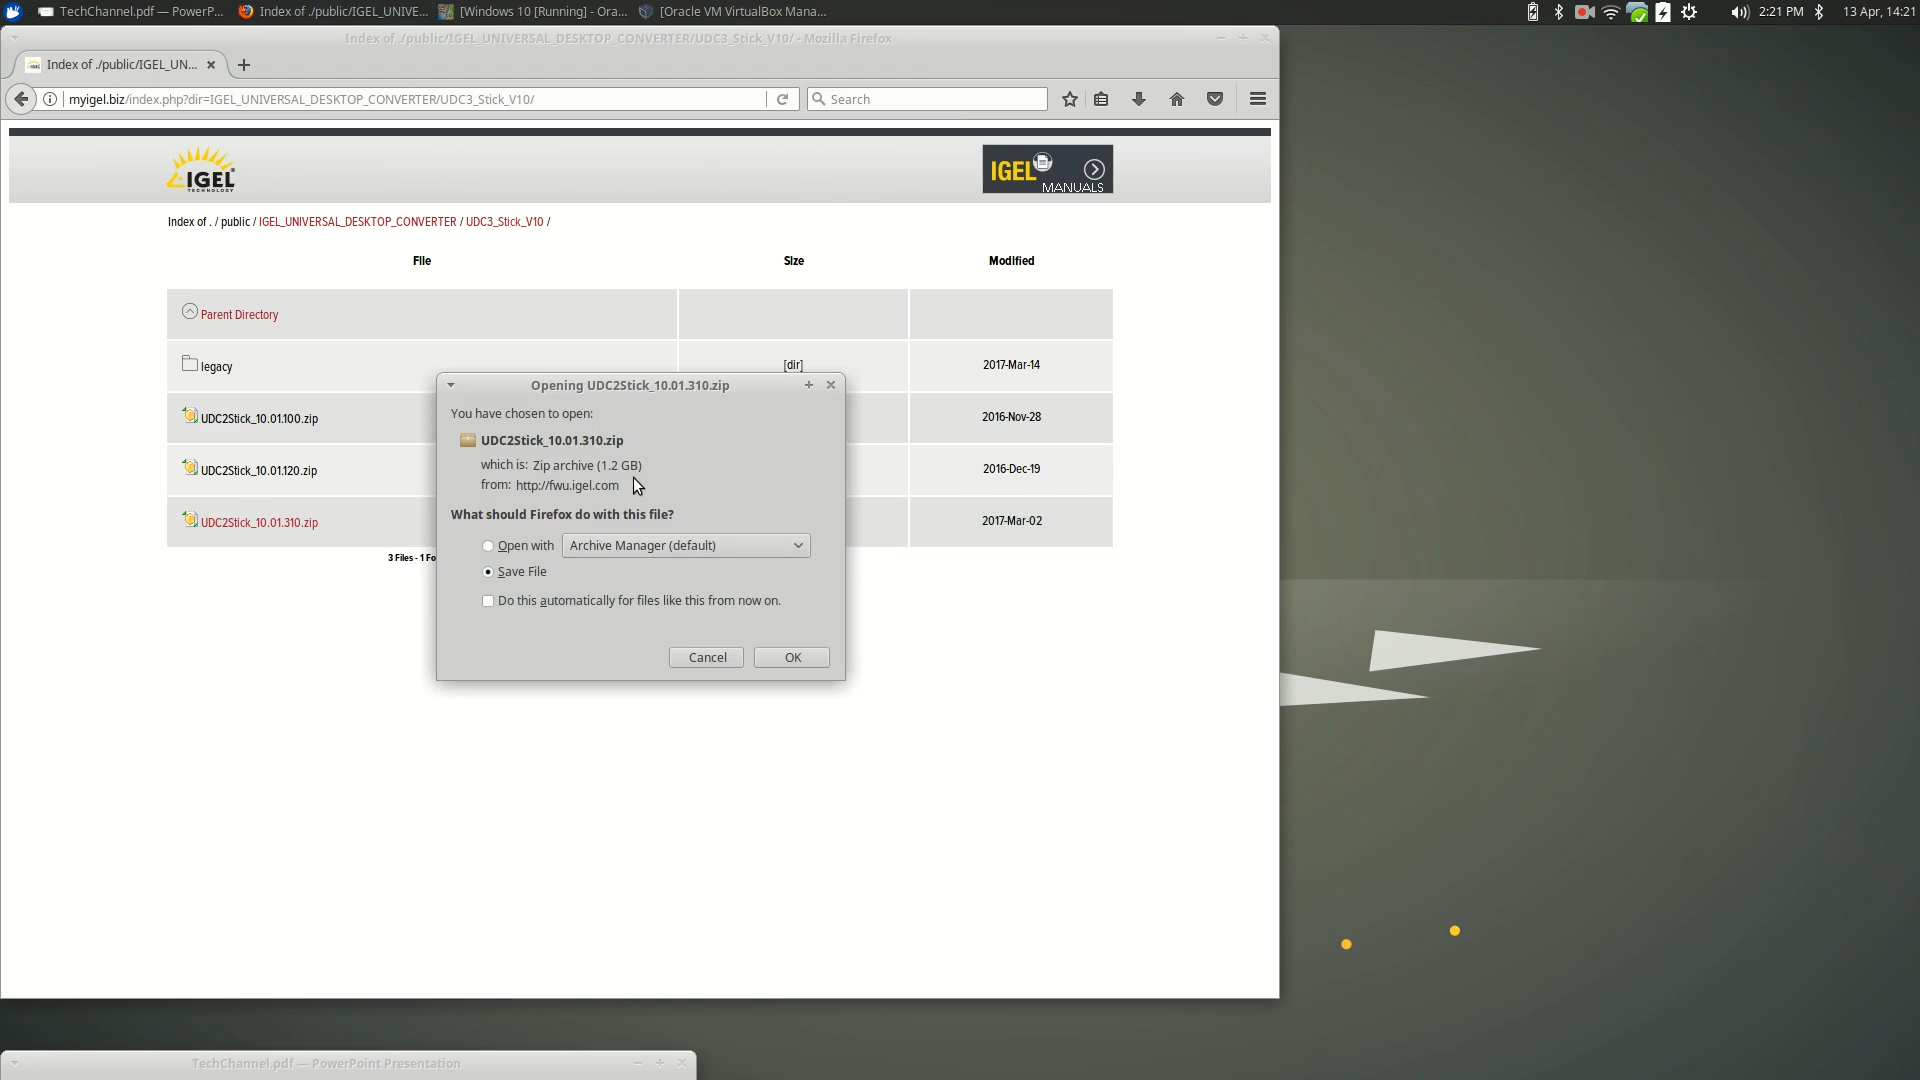 TechChannel.pdf — PowerP...
Index of ./public/IGEL_UNIVE...
[Windows 10 [Running] - Ora...
[Oracle VM VirtualBox Mana...
2:21 PM
13 Apr, 14:21
Index of ./public/IGEL_UNIVERSAL_DESKTOP_CONVERTER/UDC3_Stick_V10/ - Mozilla Firefox
Index of ./public/IGEL_UN...
myigel.biz/index.php?dir=IGEL_UNIVERSAL_DESKTOP_CONVERTER/UDC3_Stick_V10/
Search
IGEL
TECHNOLOGY
IGEL
MANUALS
Index of . / public / IGEL_UNIVERSAL_DESKTOP_CONVERTER / UDC3_Stick_V10 /
File Size Modified
Parent Directory
legacy [dir] 2017-Mar-14
UDC2Stick_10.01.100.zip 2016-Nov-28
UDC2Stick_10.01.120.zip 2016-Dec-19
UDC2Stick_10.01.310.zip 2017-Mar-02
3 Files - 1 Fo
Opening UDC2Stick_10.01.310.zip
You have chosen to open:
UDC2Stick_10.01.310.zip
which is: Zip archive (1.2 GB)
from: http://fwu.igel.com
What should Firefox do with this file?
Open with Archive Manager (default)
Save File
Do this automatically for files like this from now on.
Cancel OK
TechChannel.pdf — PowerPoint Presentation